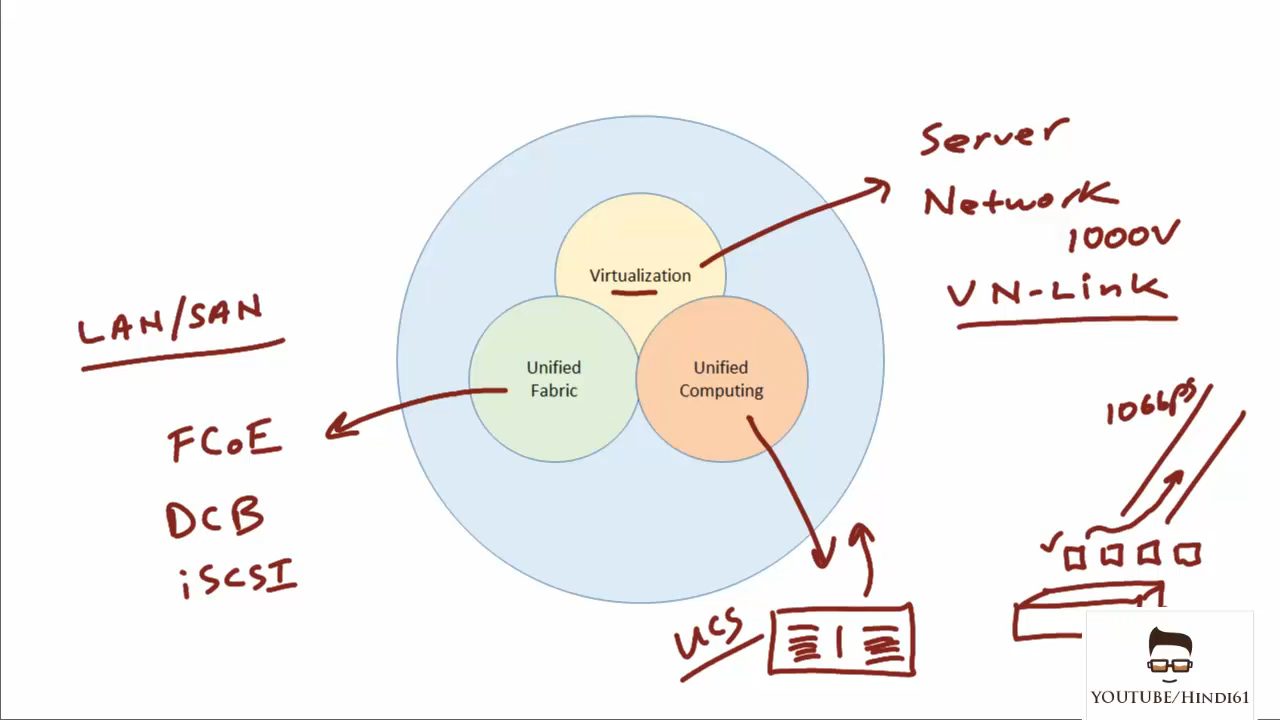 Server
Network
1000V
VN-Link
Virtualization
LAN/SAN
Unified
Fabric
Unified
Computing
FCoE
DCB
iSCSI
10Gbps
UCS
YOUTUBE/HINDI61